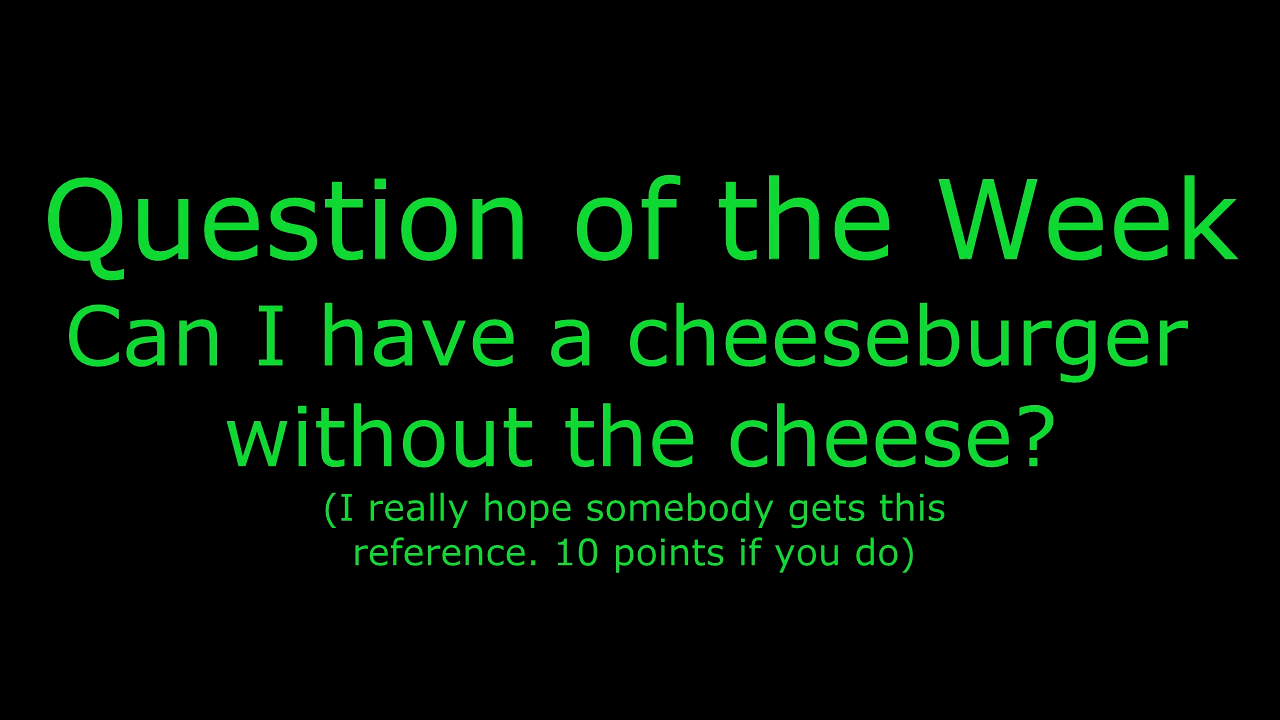 Question of the Week
Can I have a cheeseburger
without the cheese?
(I really hope somebody gets this
reference. 10 points if you do)